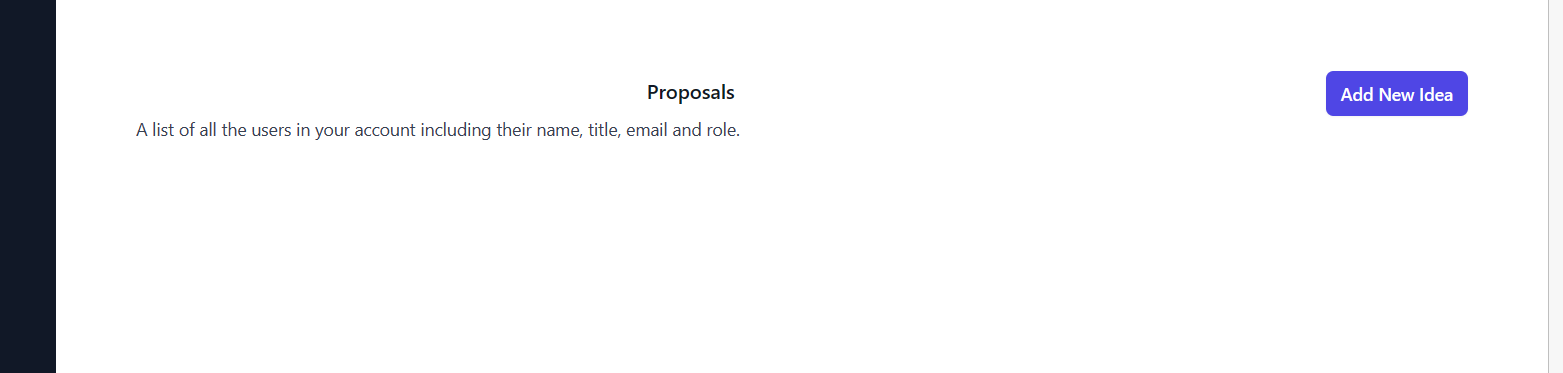 Proposals
Add New Idea
A list of all the users in your account including their name, title, email and role.